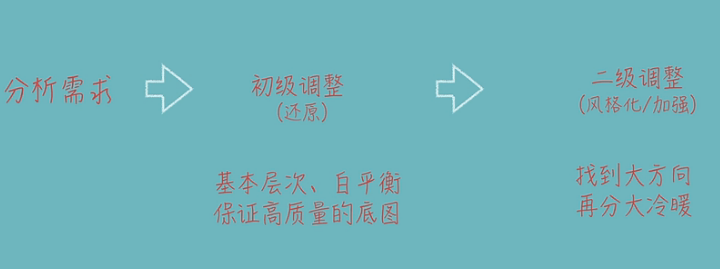 分析需求
初级调整
(还原)
基本层次、白平衡
保证高质量的底图
二级调整
(风格化/加强)
找到大方向
再分大冷暖